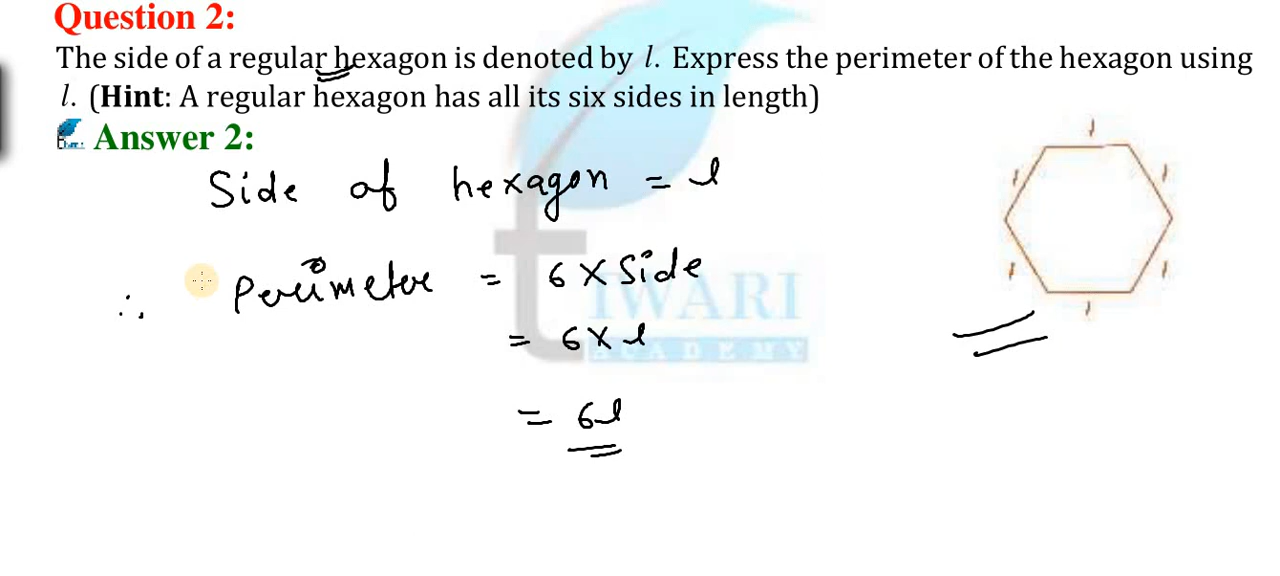 Question 2:
The side of a regular hexagon is denoted by l. Express the perimeter of the hexagon using
l. (Hint: A regular hexagon has all its six sides in length)
Answer 2:
Side of hexagon = l
∴ Perimeter = 6 × Side
= 6 × l
= 6l
l
l
l
l
l
l
TIWARI
ACADEMY